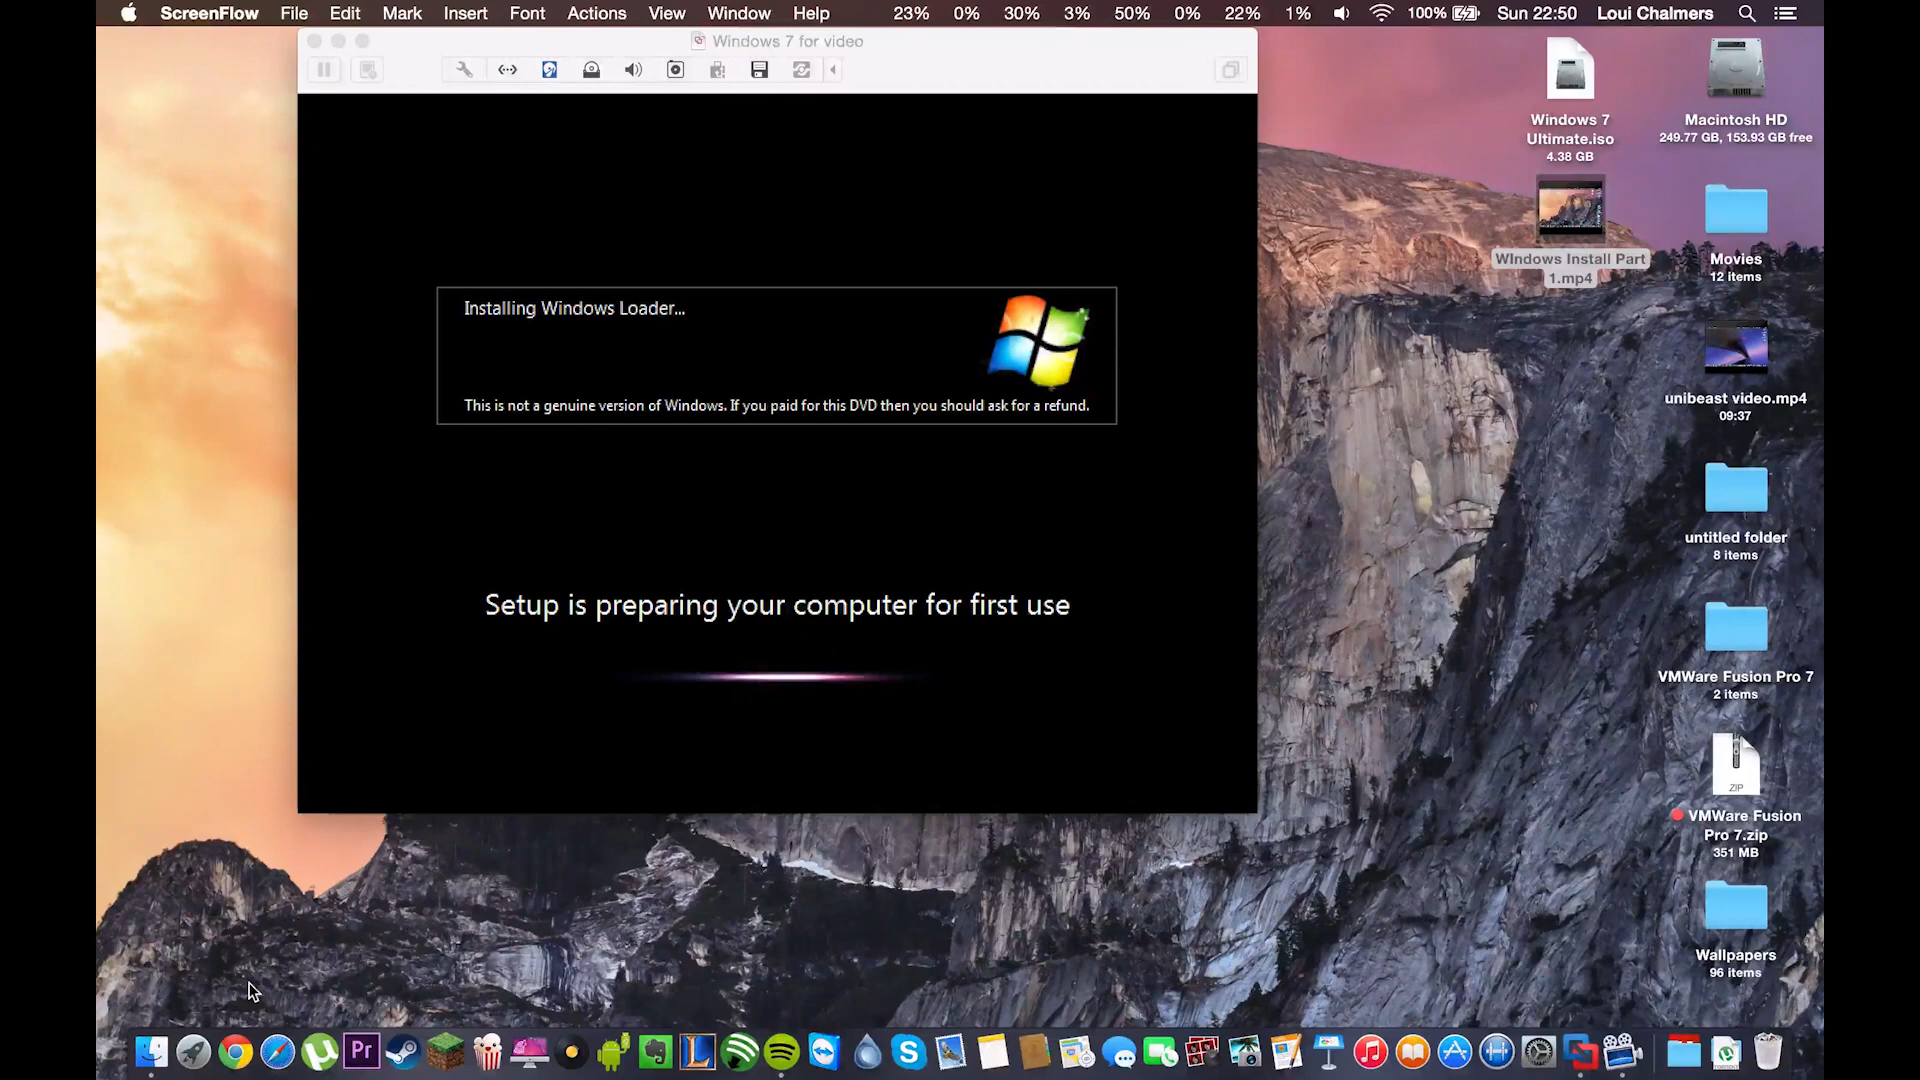 ScreenFlow File Edit Mark Insert Font Actions View Window Help 23% 0% 30% 3% 50% 0% 22% 1% 100% Sun 22:50 Loui Chalmers
Windows 7 for video
Installing Windows Loader...
This is not a genuine version of Windows. If you paid for this DVD then you should ask for a refund.
Setup is preparing your computer for first use
Windows 7
Ultimate.iso
4.38 GB
Macintosh HD
249.77 GB, 153.93 GB free
WIndows Install Part
1.mp4
Movies
12 items
unibeast video.mp4
09:37
untitled folder
8 items
VMWare Fusion Pro 7
2 items
ZIP
VMWare Fusion
Pro 7.zip
351 MB
Wallpapers
96 items
Pr